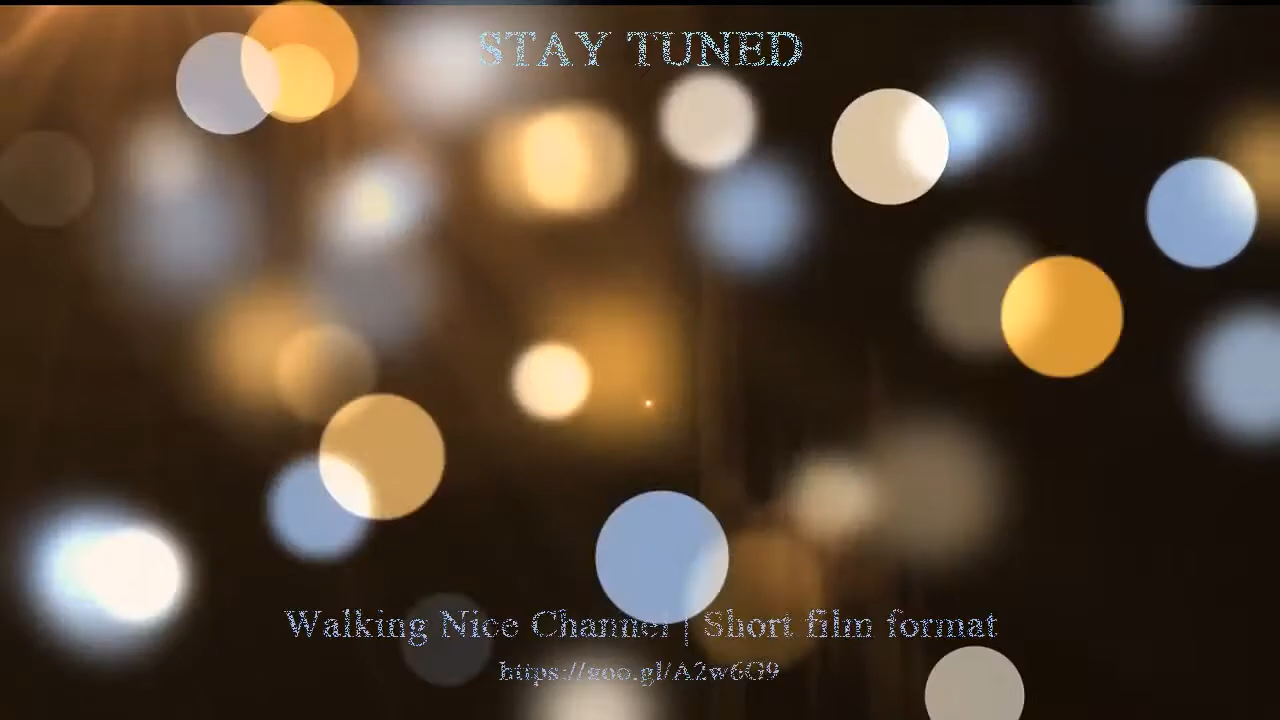 STAY TUNED
Walking Nice Channel | Short film format
https://goo.gl/A2w6G9